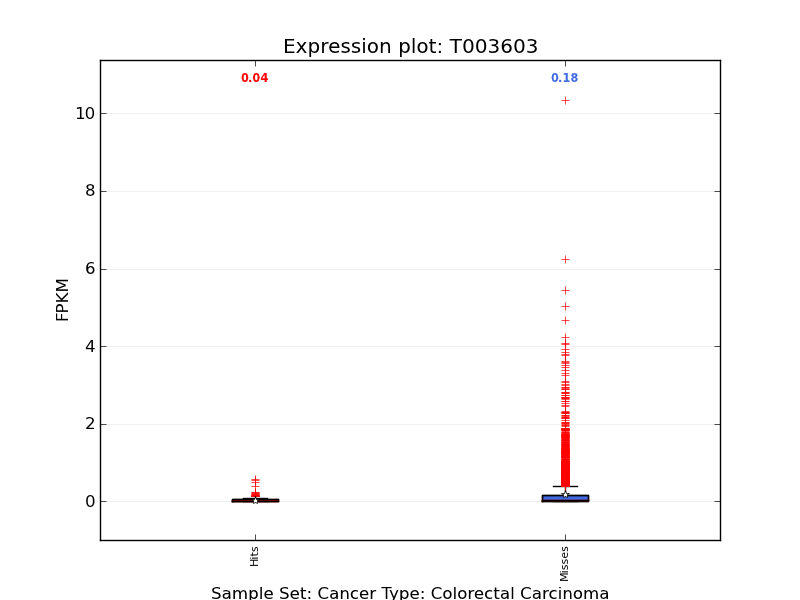 Expression plot: T003603
0.04
0.18
10
8
6
4
2
0
FPKM
Hits
Misses
Sample Set: Cancer Type: Colorectal Carcinoma